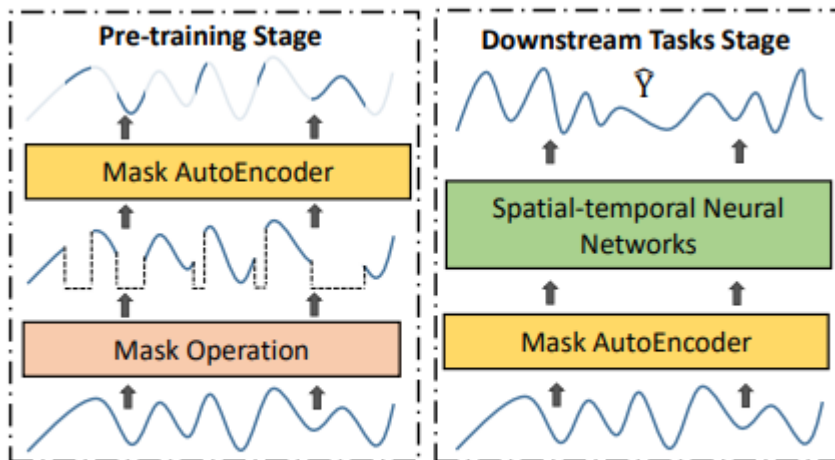 Pre-training Stage
Mask AutoEncoder
Mask Operation
Downstream Tasks Stage
Ŷ
Spatial-temporal Neural
Networks
Mask AutoEncoder